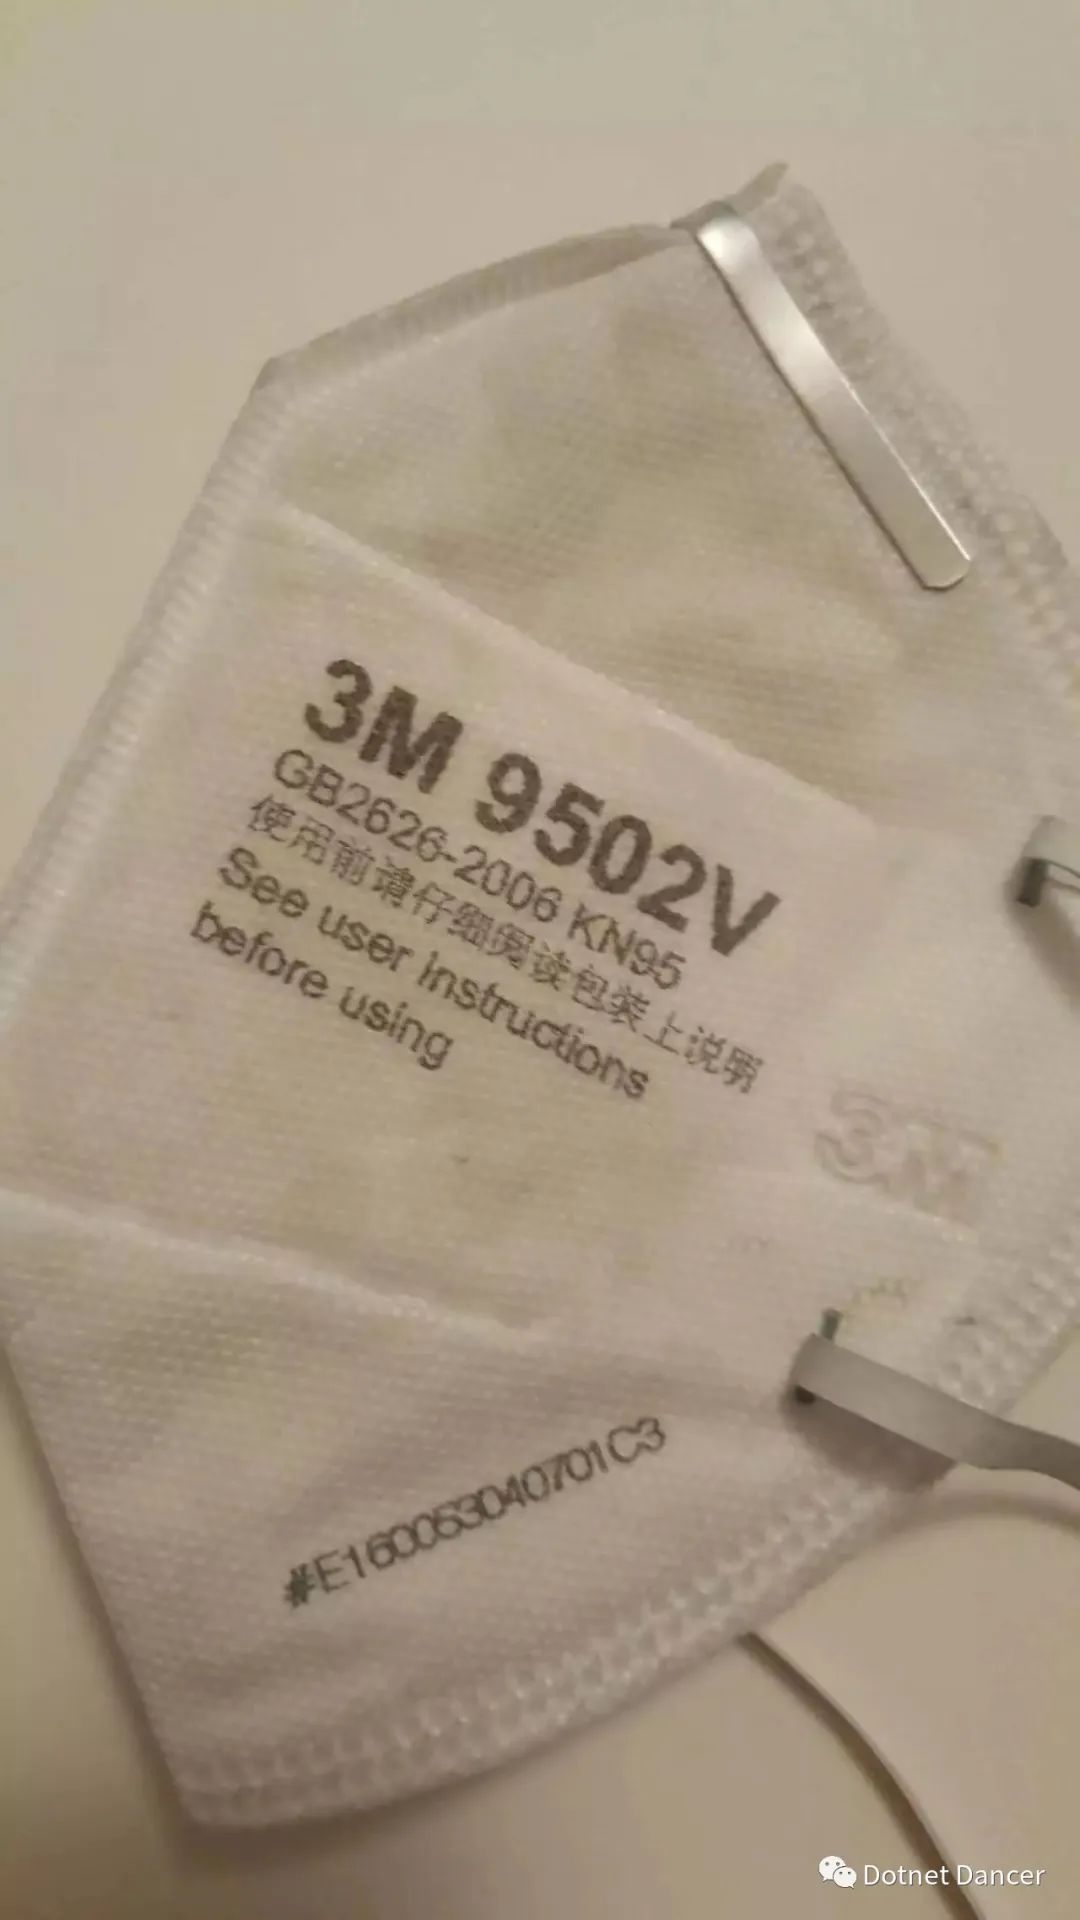 3M 9502V
GB2626-2006 KN95
使用前请仔细阅读包装上说明
See user instructions
before using
3M
#E160053040701C3
Dotnet Dancer